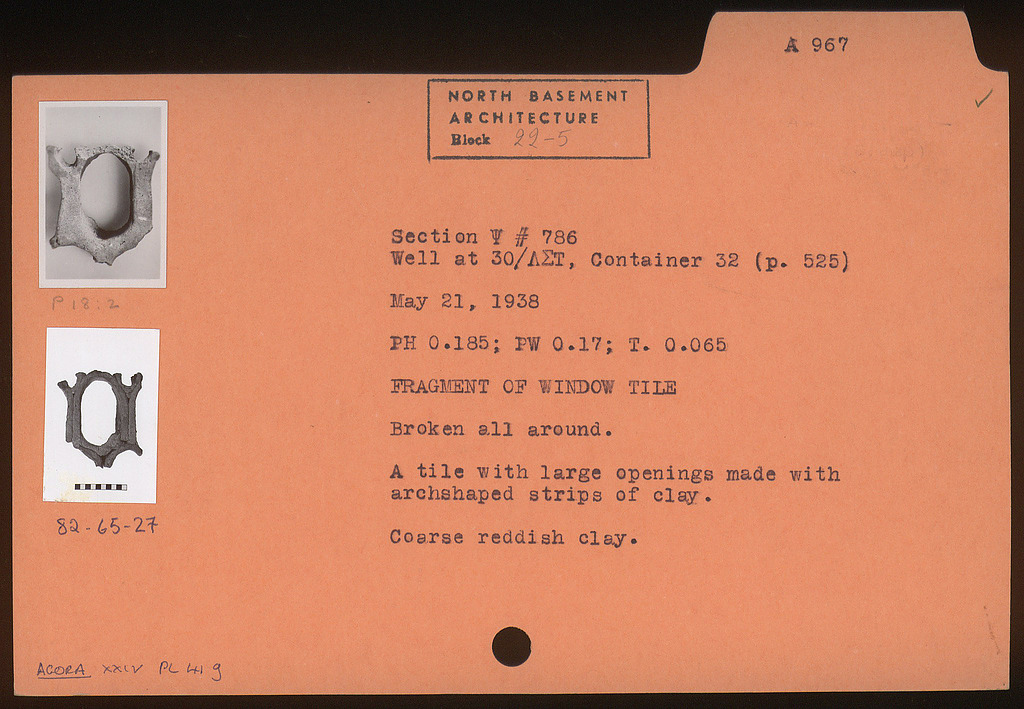 A 967
NORTH BASEMENT
ARCHITECTURE
Block 22-5
P 18:2
Section Ψ # 786
Well at 30/ΛΣΤ, Container 32 (p. 525)
May 21, 1938
PH 0.185; PW 0.17; T. 0.065
FRAGMENT OF WINDOW TILE
Broken all around.
A tile with large openings made with
archshaped strips of clay.
Coarse reddish clay.
82-65-27
AGORA XXIV PL 41 g